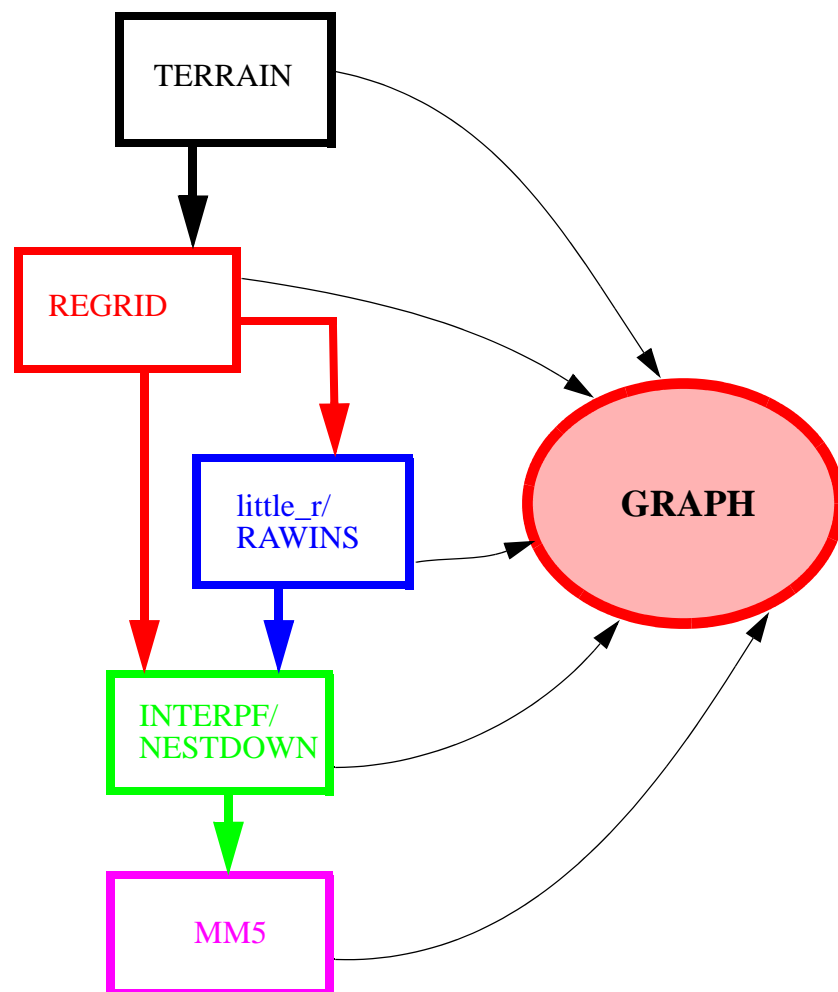 TERRAIN
REGRID
little_r/
RAWINS
GRAPH
INTERPF/
NESTDOWN
MM5